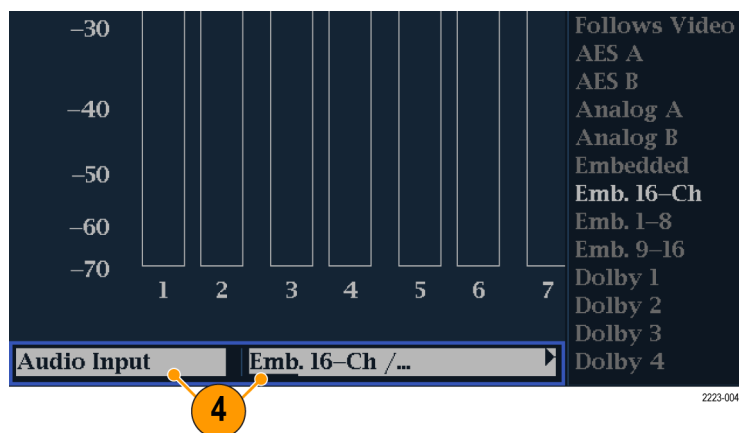 –30
–40
–50
–60
–70
1 2 3 4 5 6 7
Follows Video
AES A
AES B
Analog A
Analog B
Embedded
Emb. 16–Ch
Emb. 1–8
Emb. 9–16
Dolby 1
Dolby 2
Dolby 3
Dolby 4
Audio Input
Emb. 16–Ch /...
4
2223-004